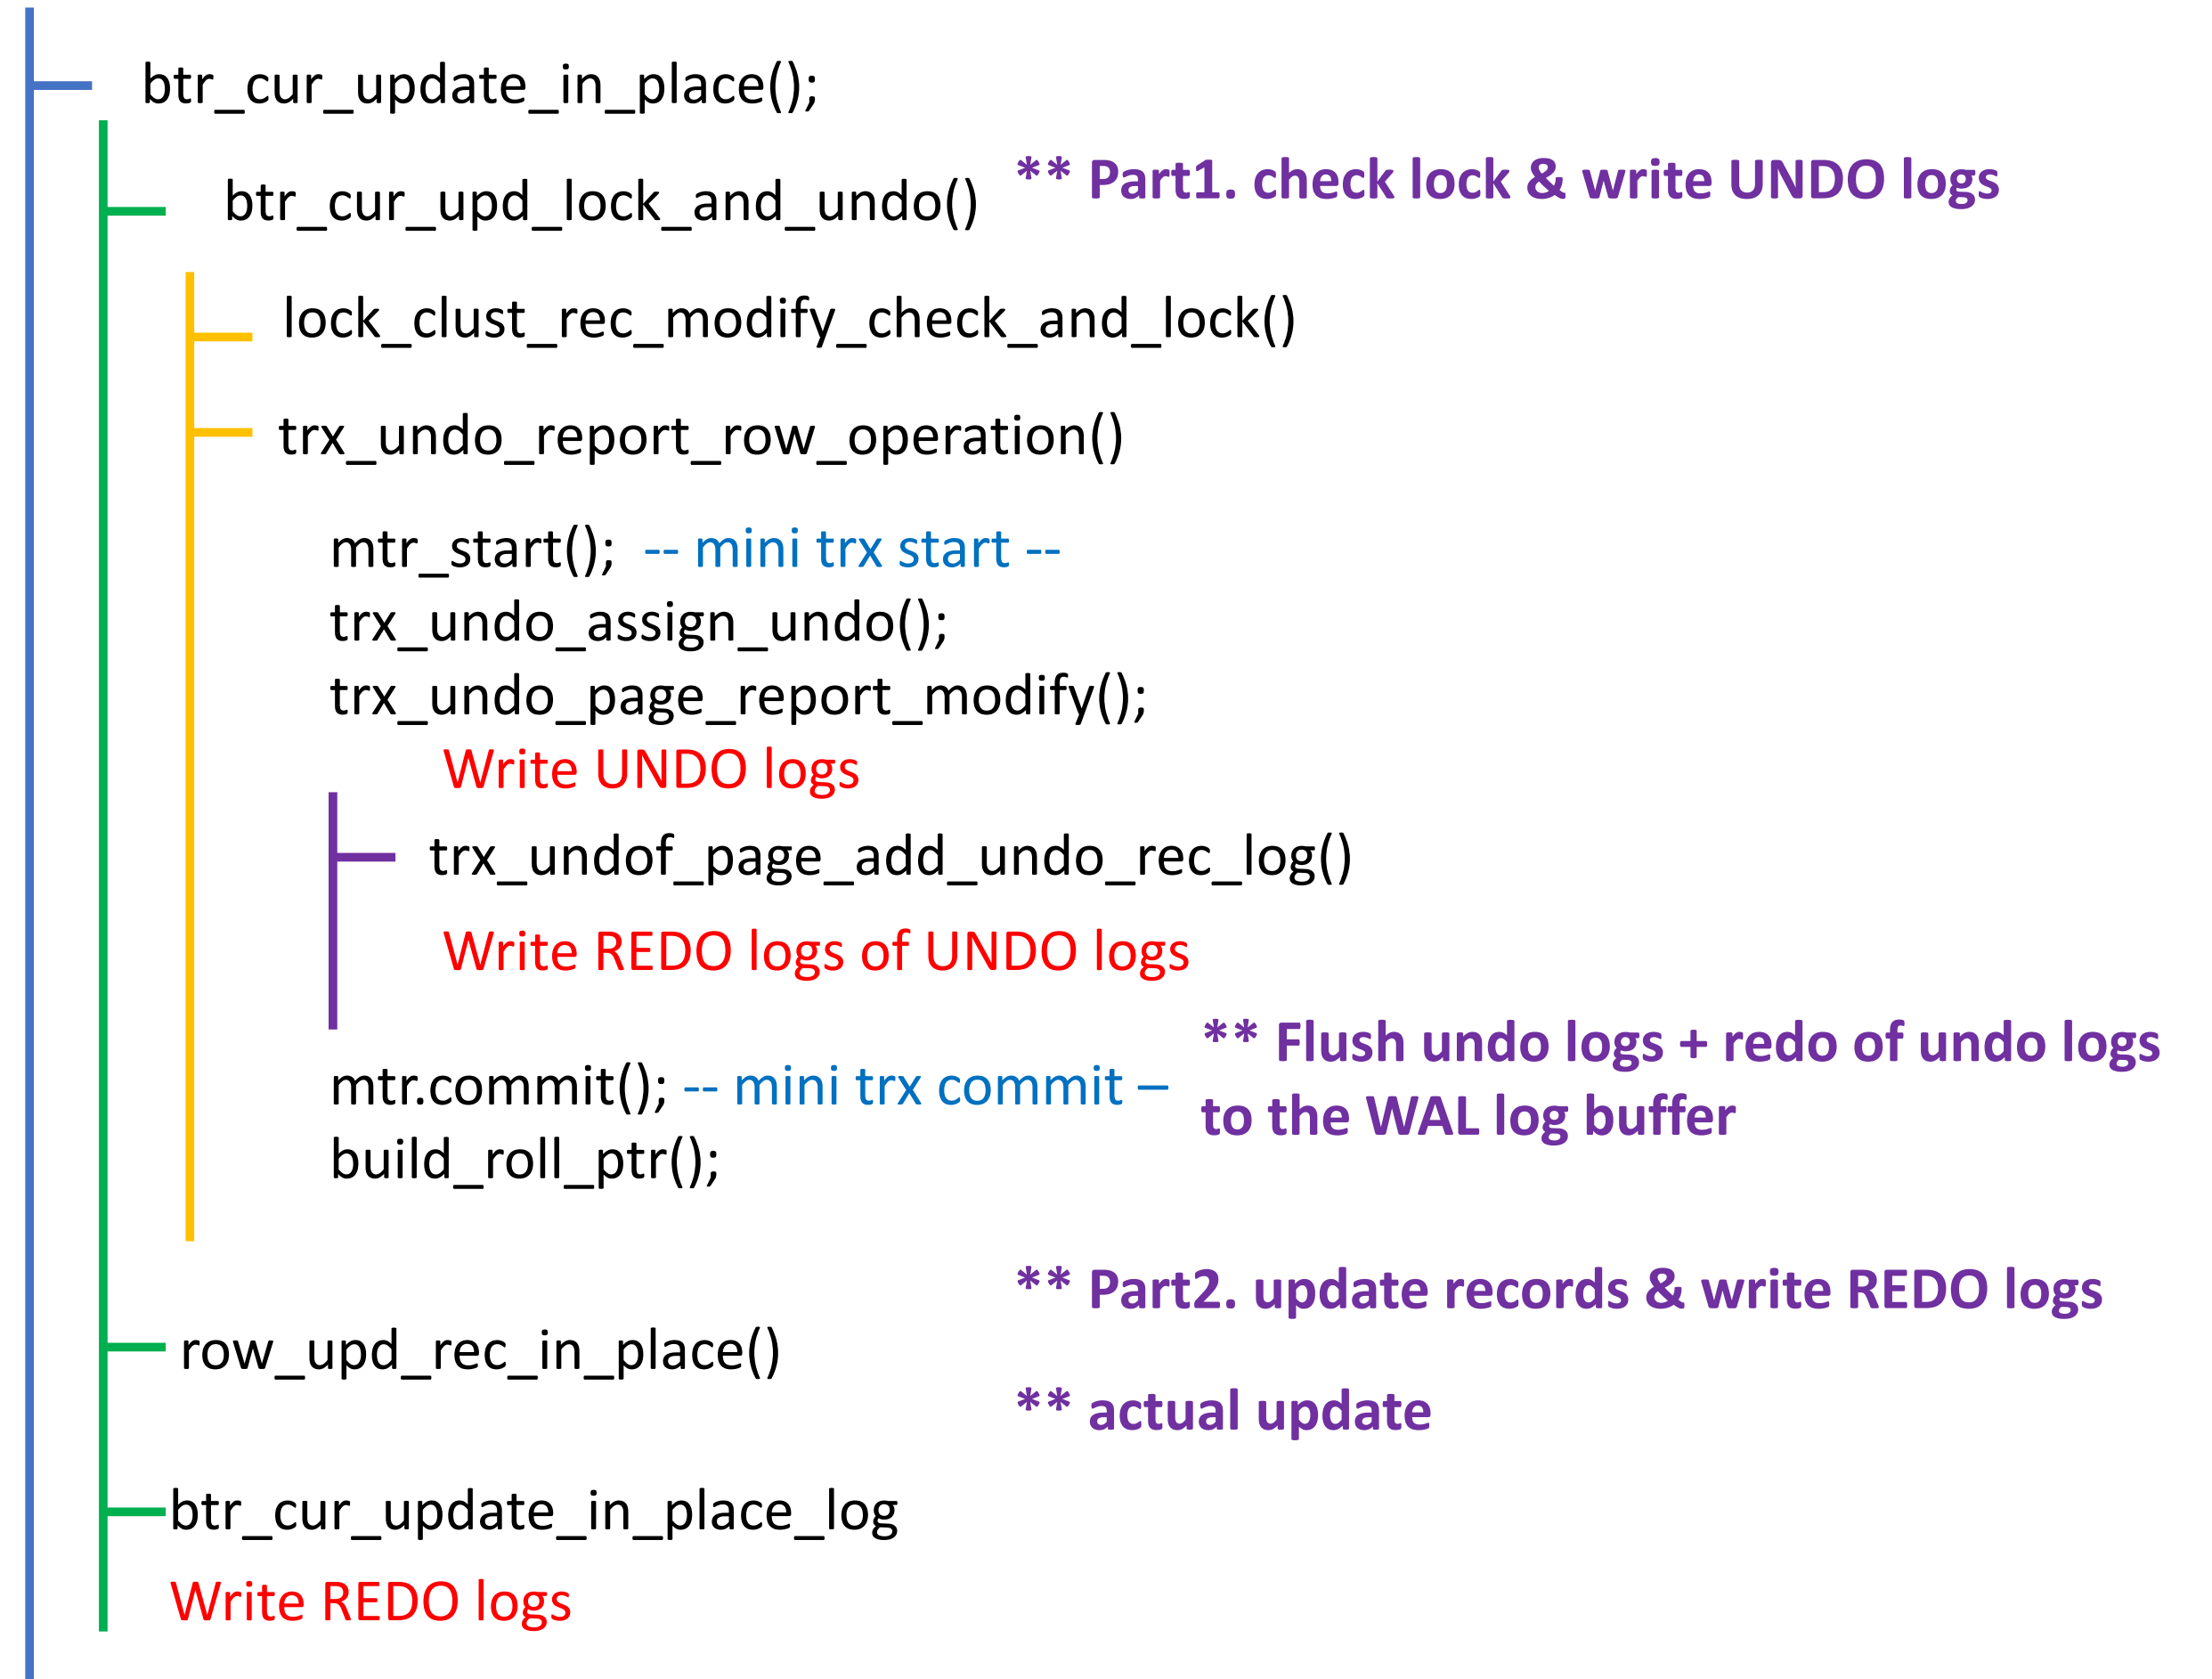 btr_cur_update_in_place();
** Part1. check lock & write UNDO logs
btr_cur_upd_lock_and_undo()
lock_clust_rec_modify_check_and_lock()
trx_undo_report_row_operation()
mtr_start(); -- mini trx start --
trx_undo_assign_undo();
trx_undo_page_report_modify();
Write UNDO logs
trx_undof_page_add_undo_rec_log()
Write REDO logs of UNDO logs
** Flush undo logs + redo of undo logs
mtr.commit(); -- mini trx commit —
to the WAL log buffer
build_roll_ptr();
** Part2. update records & write REDO logs
row_upd_rec_in_place()
** actual update
btr_cur_update_in_place_log
Write REDO logs